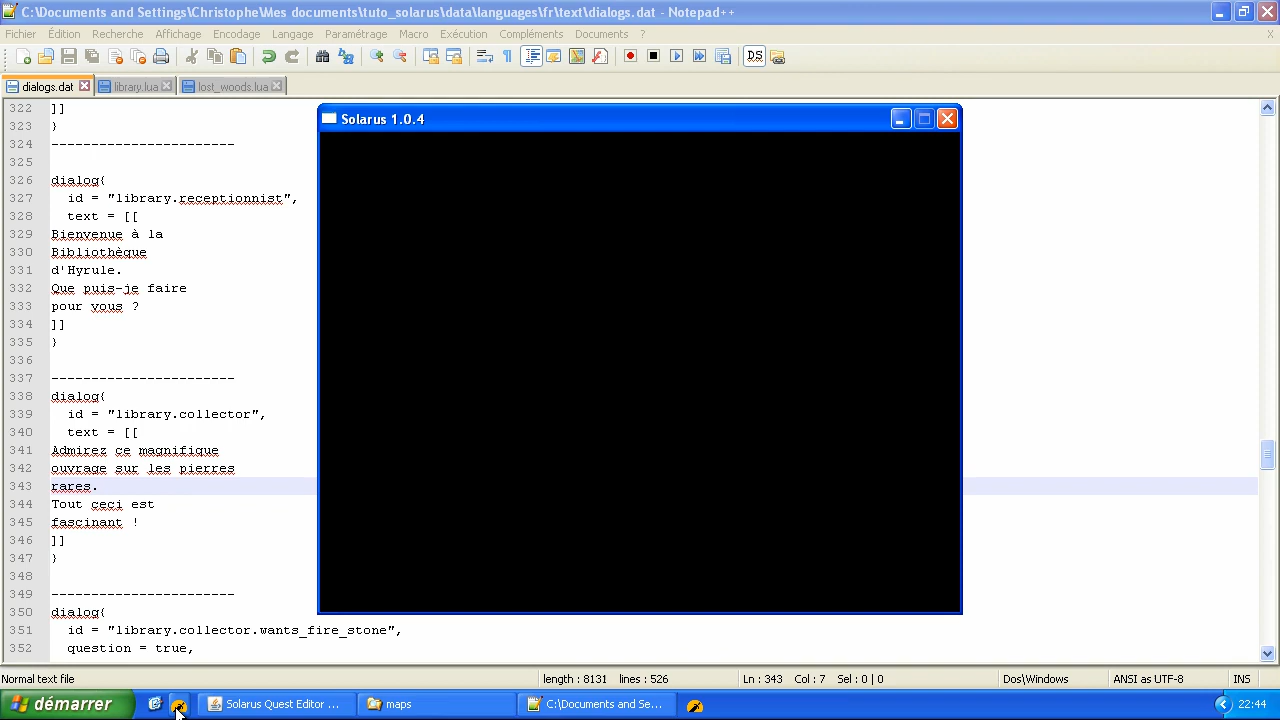 C:\Documents and Settings\Christophe\Mes documents\tuto_solarus\data\languages\fr\text\dialogs.dat - Notepad++
Fichier Édition Recherche Affichage Encodage Langage Paramétrage Macro Exécution Compléments Documents ? X
dialogs.dat library.lua lost_woods.lua
Solarus 1.0.4
322 ]]
323 }
324 -----------------------
325
326 dialog{
327 id = "library.receptionnist",
328 text = [[
329 Bienvenue à la
330 Bibliothèque
331 d'Hyrule.
332 Que puis-je faire
333 pour vous ?
334 ]]
335 }
336
337 -----------------------
338 dialog{
339 id = "library.collector",
340 text = [[
341 Admirez ce magnifique
342 ouvrage sur les pierres
343 rares.
344 Tout ceci est
345 fascinant !
346 ]]
347 }
348
349 -----------------------
350 dialog{
351 id = "library.collector.wants_fire_stone",
352 question = true,
Normal text file length : 8131 lines : 526 Ln : 343 Col : 7 Sel : 0 | 0 Dos\Windows ANSI as UTF-8 INS
démarrer Solarus Quest Editor ... maps C:\Documents and Se... 22:44